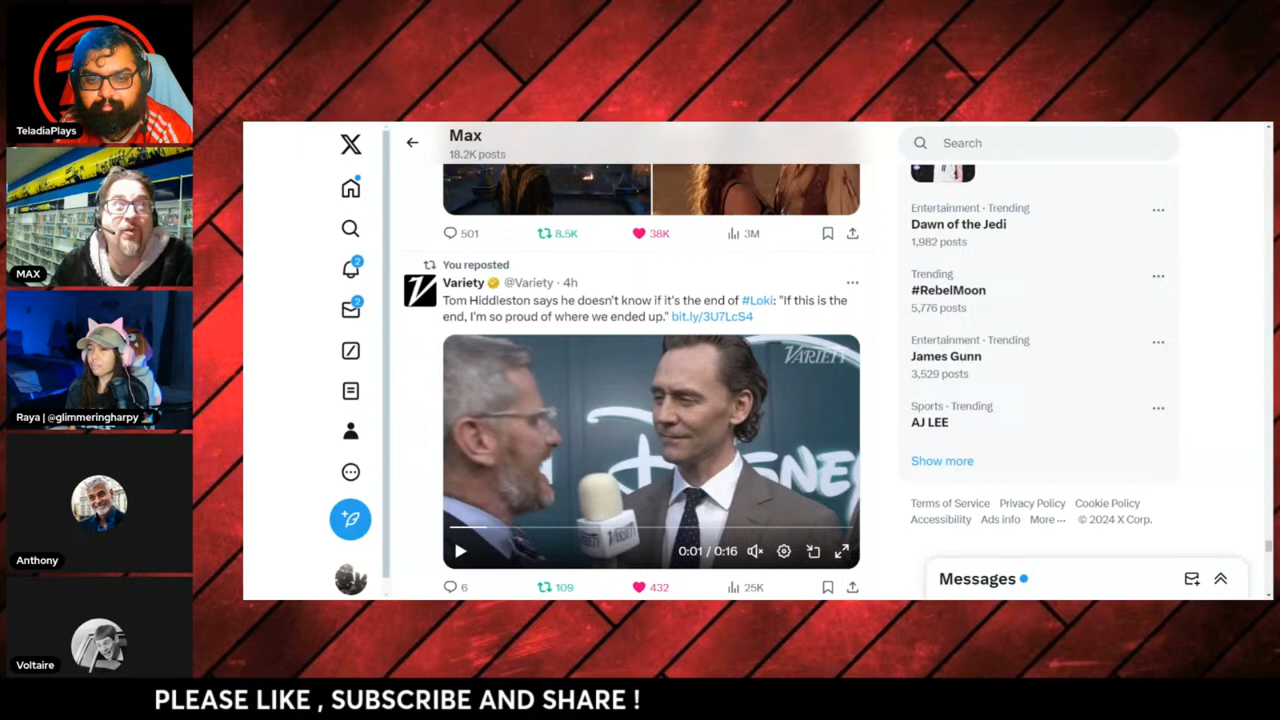 TeladiaPlays
MAX
Raya | @glimmeringharpy
Anthony
Voltaire
Max
18.2K posts
501
8.5K
38K
3M
You reposted
Variety @Variety · 4h
Tom Hiddleston says he doesn't know if it's the end of #Loki: "If this is the
end, I'm so proud of where we ended up." bit.ly/3U7LcS4
VARIETY
DISNEY
VARIETY
0:01 / 0:16
6
109
432
25K
Search
Entertainment · Trending
Dawn of the Jedi
1,982 posts
Trending
#RebelMoon
5,776 posts
Entertainment · Trending
James Gunn
3,529 posts
Sports · Trending
AJ LEE
Show more
Terms of Service Privacy Policy Cookie Policy
Accessibility Ads info More ··· © 2024 X Corp.
Messages
2
2
PLEASE LIKE , SUBSCRIBE AND SHARE !